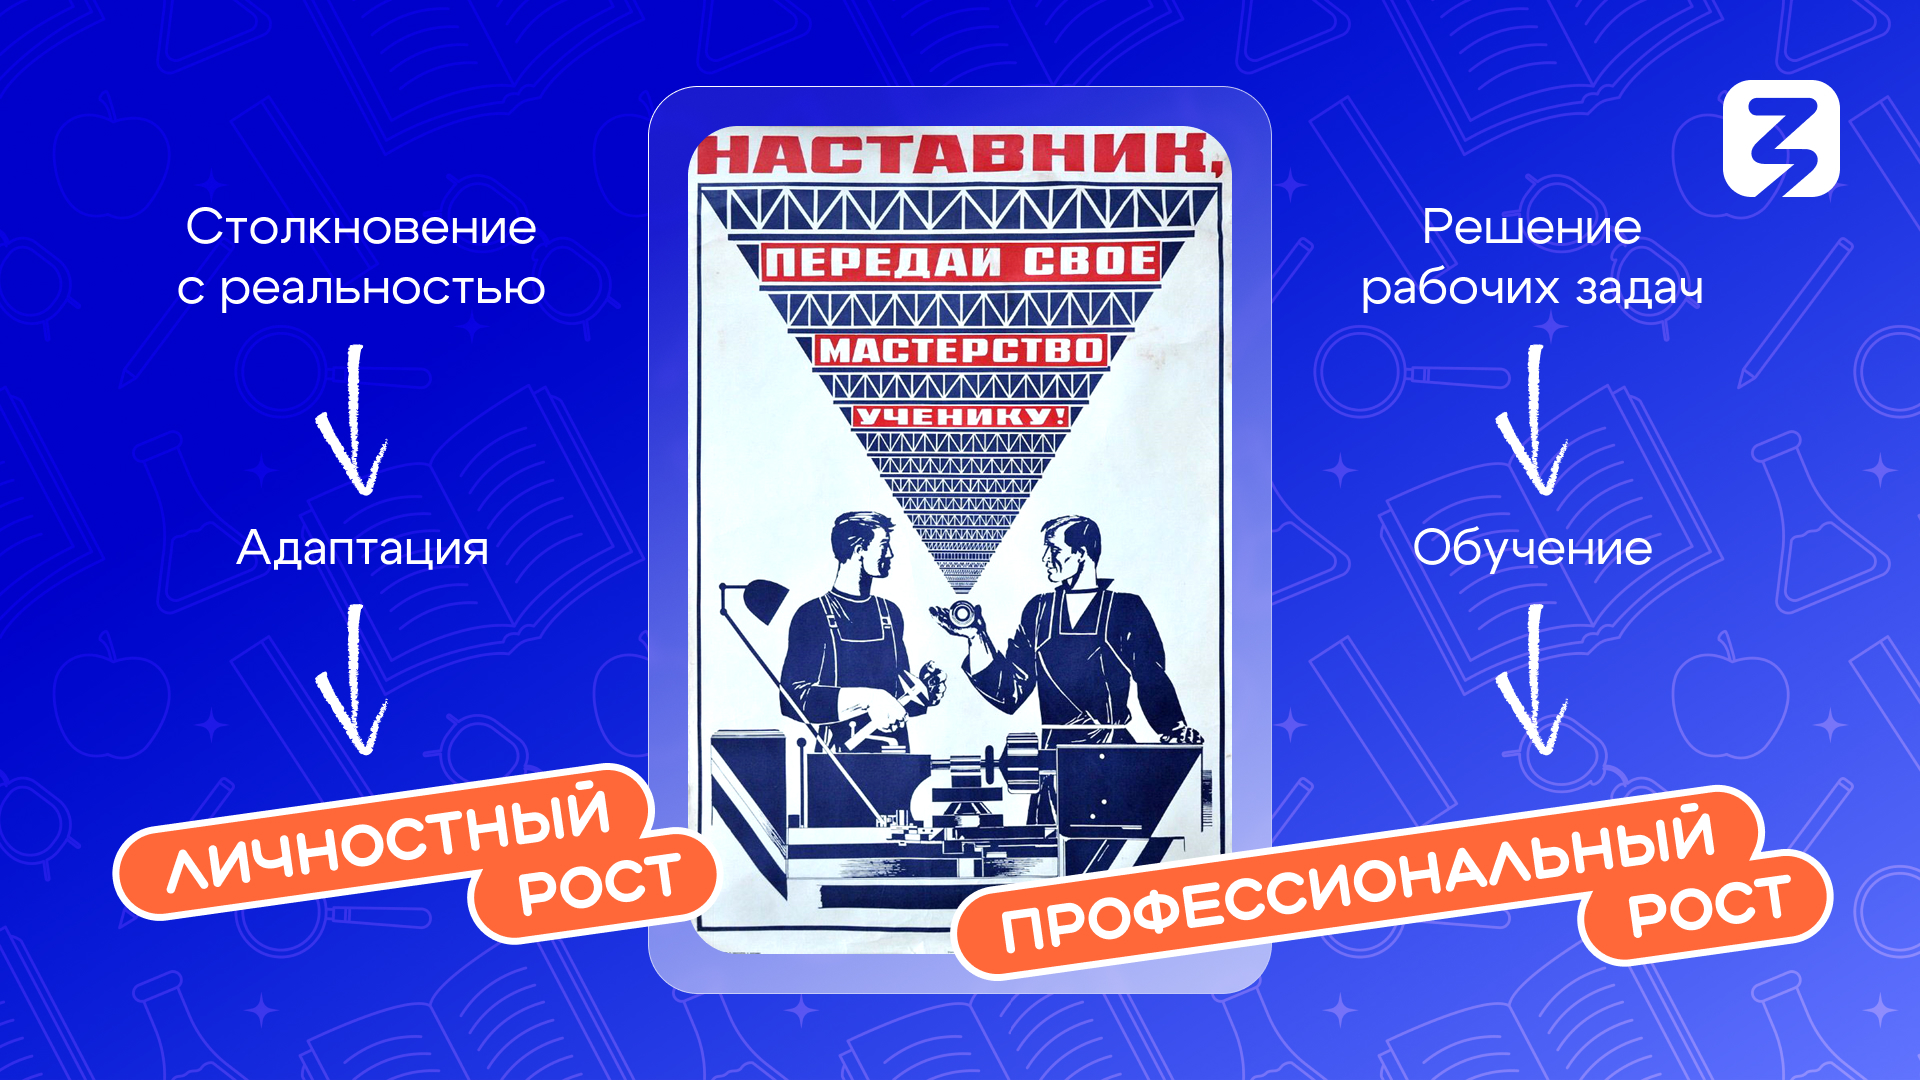 Столкновение
с реальностью
Адаптация
ЛИЧНОСТНЫЙ
РОСТ
НАСТАВНИК,
ПЕРЕДАЙ СВОЕ
МАСТЕРСТВО
УЧЕНИКУ!
Решение
рабочих задач
Обучение
ПРОФЕССИОНАЛЬНЫЙ
РОСТ